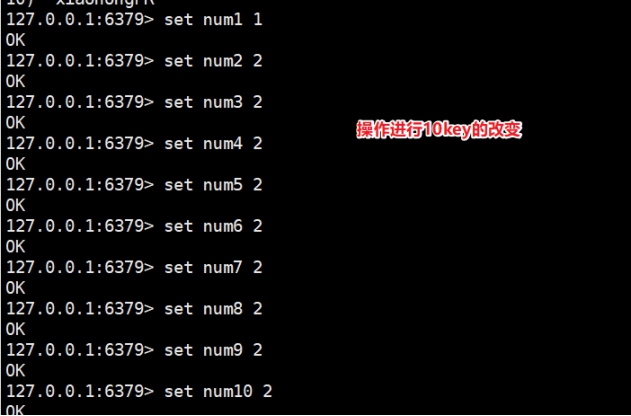 10) "xiaohongPK"
127.0.0.1:6379> set num1 1
OK
127.0.0.1:6379> set num2 2
OK
127.0.0.1:6379> set num3 2
OK
操作进行10key的改变
127.0.0.1:6379> set num4 2
OK
127.0.0.1:6379> set num5 2
OK
127.0.0.1:6379> set num6 2
OK
127.0.0.1:6379> set num7 2
OK
127.0.0.1:6379> set num8 2
OK
127.0.0.1:6379> set num9 2
OK
127.0.0.1:6379> set num10 2
OK